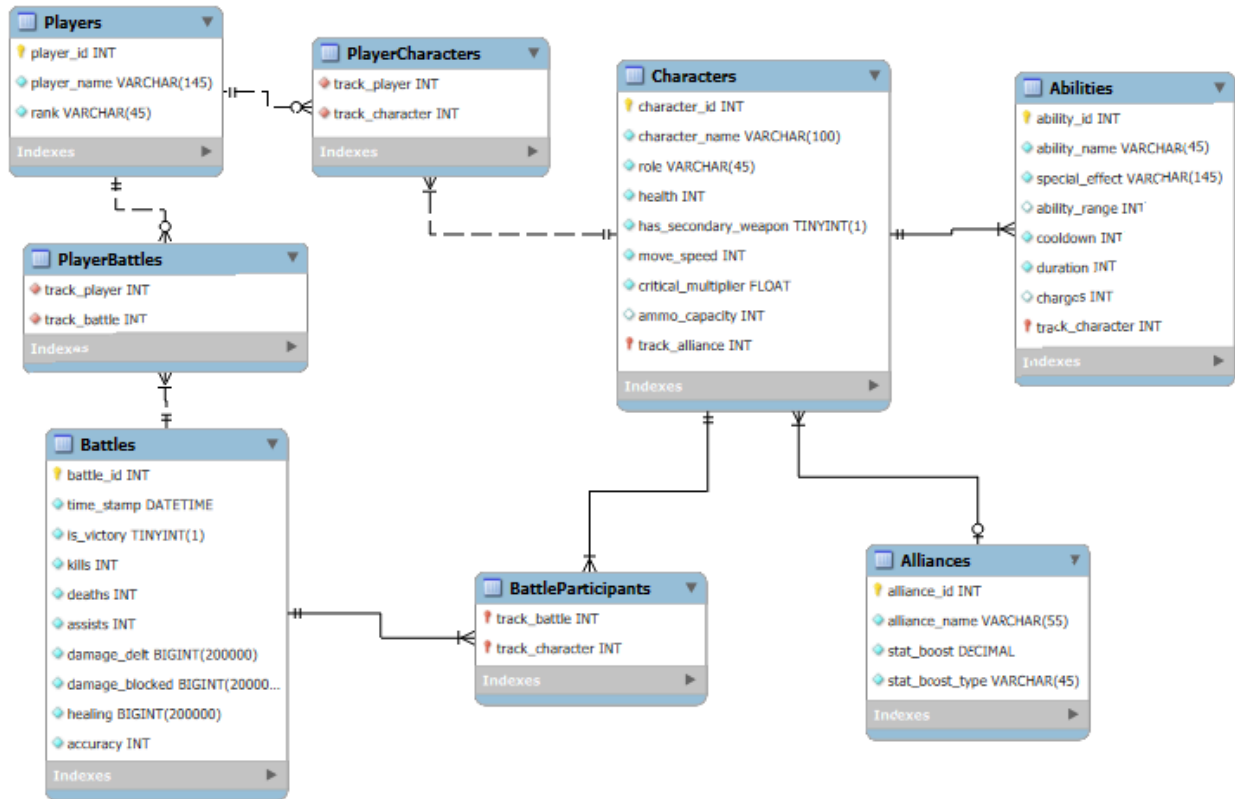 Players
player_id INT
player_name VARCHAR(145)
rank VARCHAR(45)
Indexes
PlayerCharacters
track_player INT
track_character INT
Indexes
Characters
character_id INT
character_name VARCHAR(100)
role VARCHAR(45)
health INT
has_secondary_weapon TINYINT(1)
move_speed INT
critical_multiplier FLOAT
ammo_capacity INT
track_alliance INT
Indexes
Abilities
ability_id INT
ability_name VARCHAR(45)
special_effect VARCHAR(145)
ability_range INT
cooldown INT
duration INT
charges INT
track_character INT
Indexes
PlayerBattles
track_player INT
track_battle INT
Indexes
Battles
battle_id INT
time_stamp DATETIME
is_victory TINYINT(1)
kills INT
deaths INT
assists INT
damage_delt BIGINT(200000)
damage_blocked BIGINT(20000...
healing BIGINT(200000)
accuracy INT
Indexes
BattleParticipants
track_battle INT
track_character INT
Indexes
Alliances
alliance_id INT
alliance_name VARCHAR(55)
stat_boost DECIMAL
stat_boost_type VARCHAR(45)
Indexes